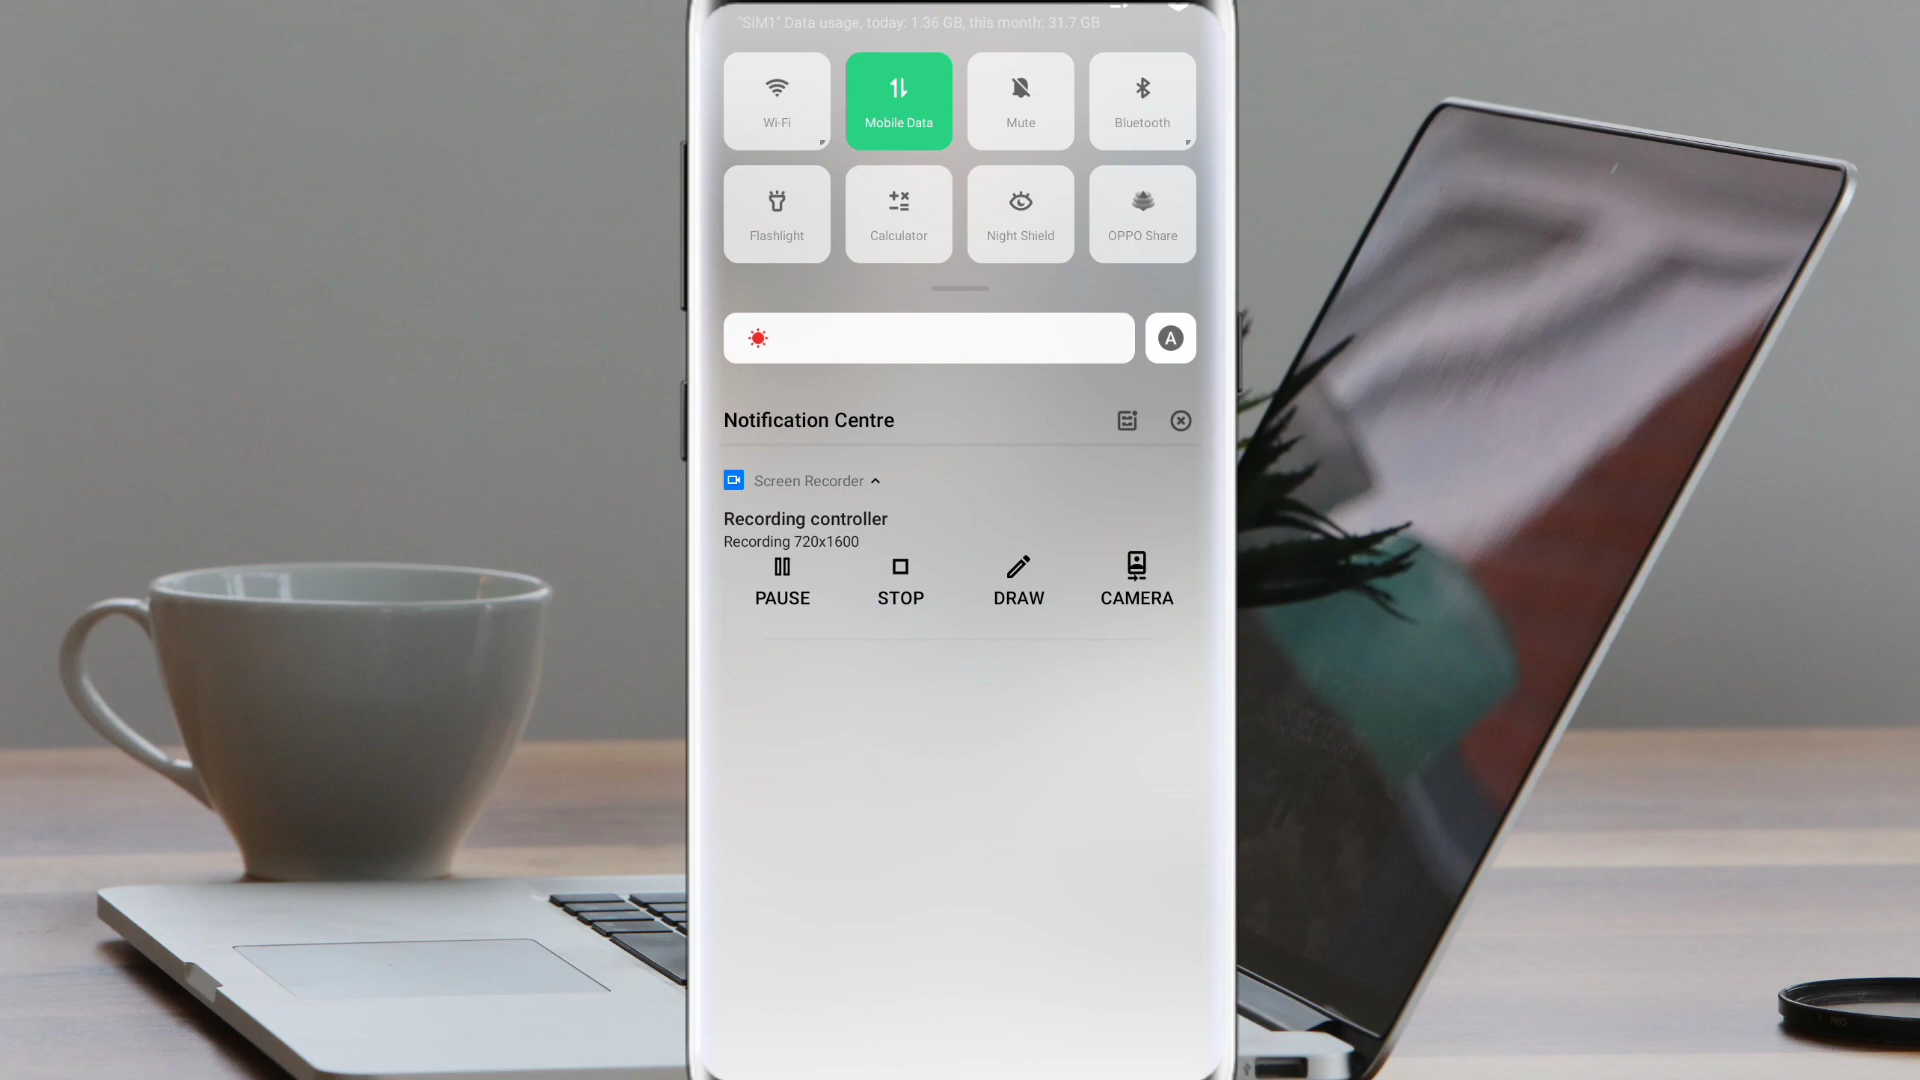 "SIM1" Data usage, today: 1.36 GB, this month: 31.7 GB
Wi-Fi
Mobile Data
Mute
Bluetooth
Flashlight
Calculator
Night Shield
OPPO Share
A
Notification Centre
Screen Recorder
Recording controller
Recording 720x1600
PAUSE
STOP
DRAW
CAMERA